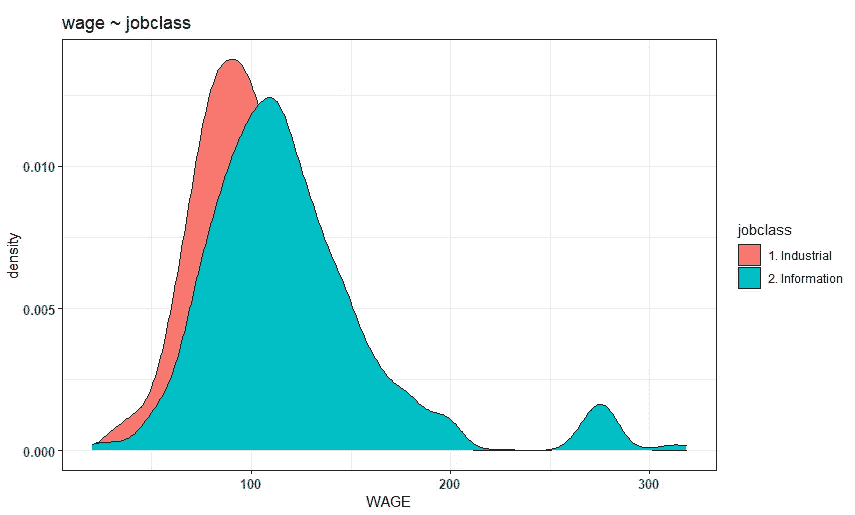 wage ~ jobclass
0.010
0.005
0.000
density
100 200 300
WAGE
jobclass
1. Industrial
2. Information